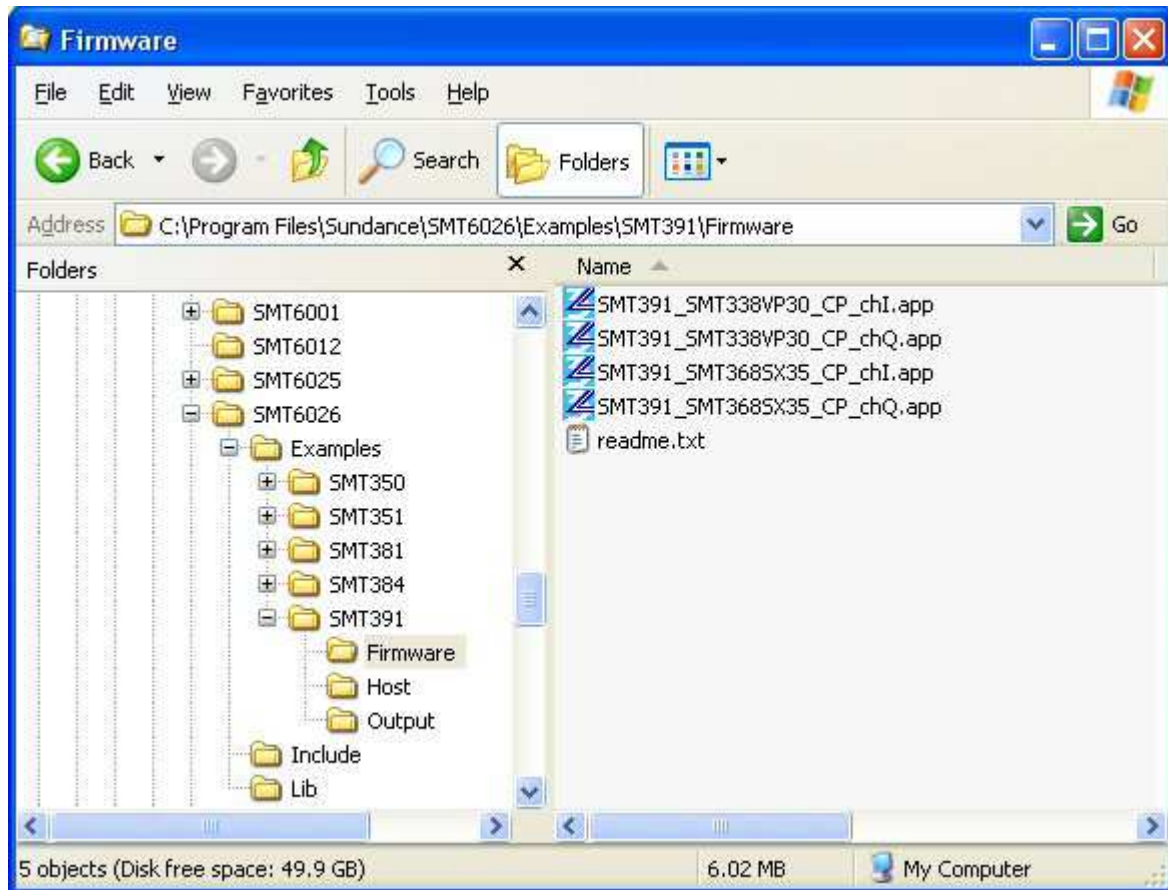 Firmware
File Edit View Favorites Tools Help
Back Search Folders
Address C:\Program Files\Sundance\SMT6026\Examples\SMT391\Firmware Go
Folders
SMT6001
SMT6012
SMT6025
SMT6026
Examples
SMT350
SMT351
SMT381
SMT384
SMT391
Firmware
Host
Output
Include
Lib
Name
SMT391_SMT338VP30_CP_chI.app
SMT391_SMT338VP30_CP_chQ.app
SMT391_SMT368SX35_CP_chI.app
SMT391_SMT368SX35_CP_chQ.app
readme.txt
5 objects (Disk free space: 49.9 GB) 6.02 MB My Computer